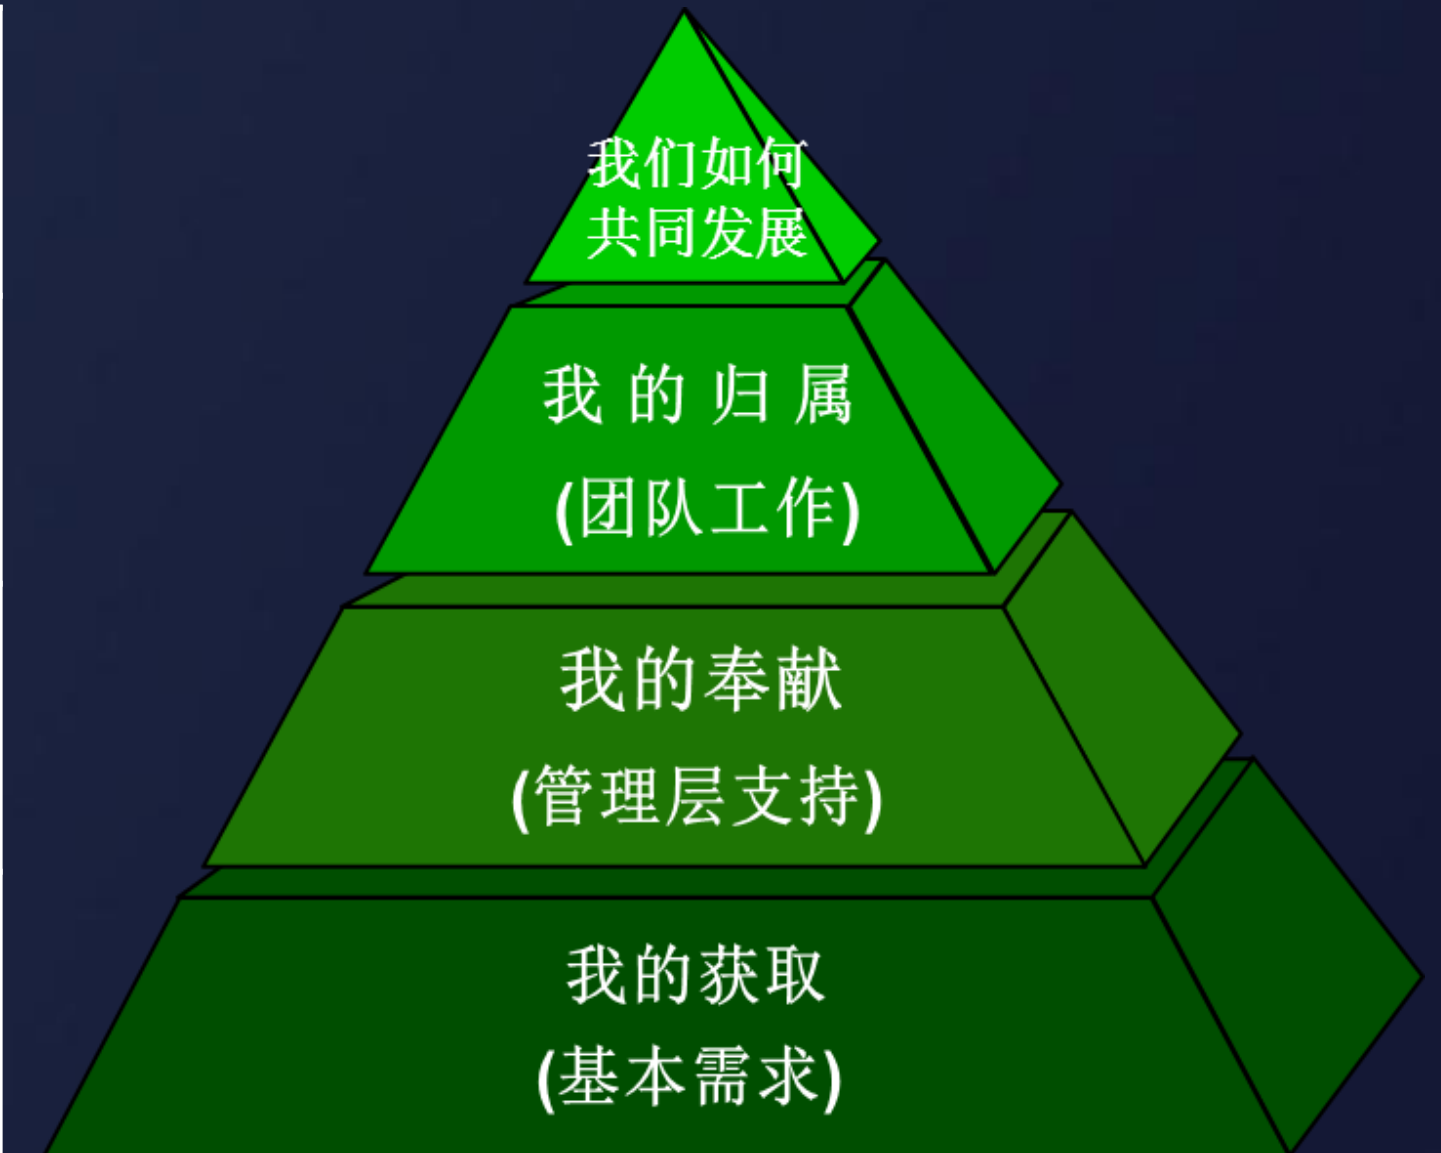 我们如何
共同发展
我的归属
(团队工作)
我的奉献
(管理层支持)
我的获取
(基本需求)